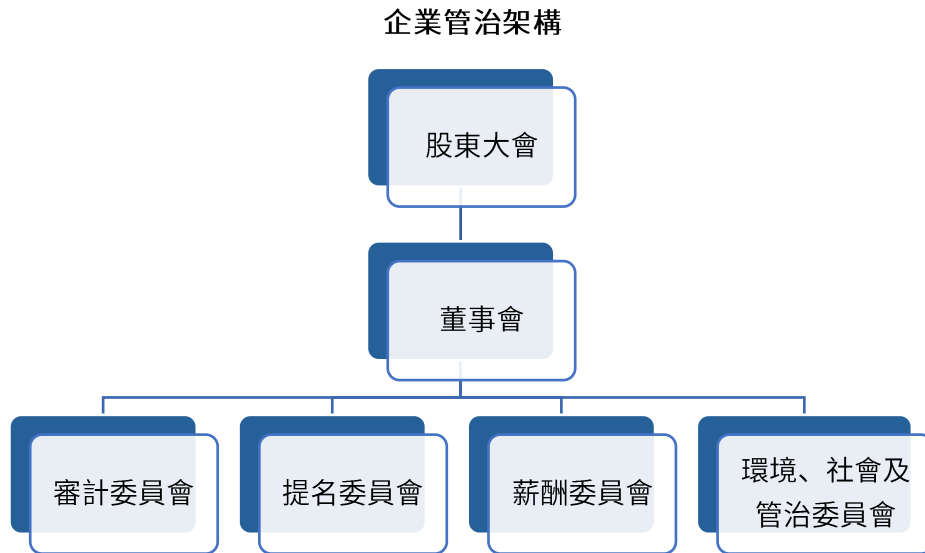 企業管治架構
股東大會
董事會
審計委員會
提名委員會
薪酬委員會
環境、社會及
管治委員會